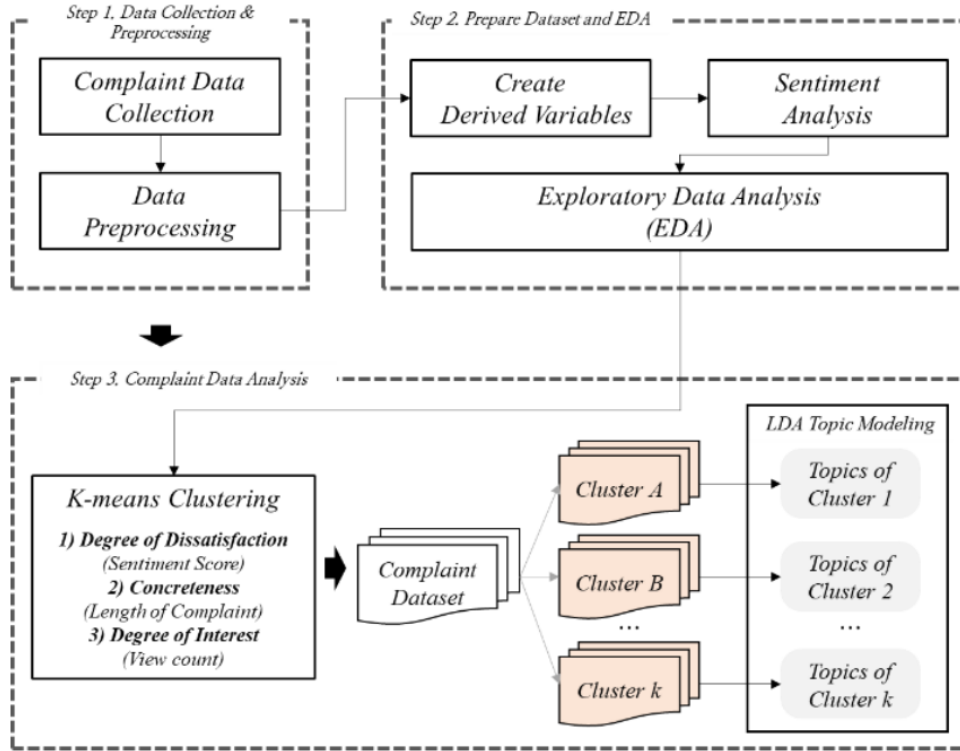 Step 1. Data Collection &
Preprocessing
Complaint Data
Collection
Data
Preprocessing
Step 2. Prepare Dataset and EDA
Create
Derived Variables
Sentiment
Analysis
Exploratory Data Analysis
(EDA)
Step 3. Complaint Data Analysis
K-means Clustering
1) Degree of Dissatisfaction
(Sentiment Score)
2) Concreteness
(Length of Complaint)
3) Degree of Interest
(View count)
Complaint
Dataset
Cluster A
Cluster B
...
Cluster k
LDA Topic Modeling
Topics of
Cluster 1
Topics of
Cluster 2
...
Topics of
Cluster k